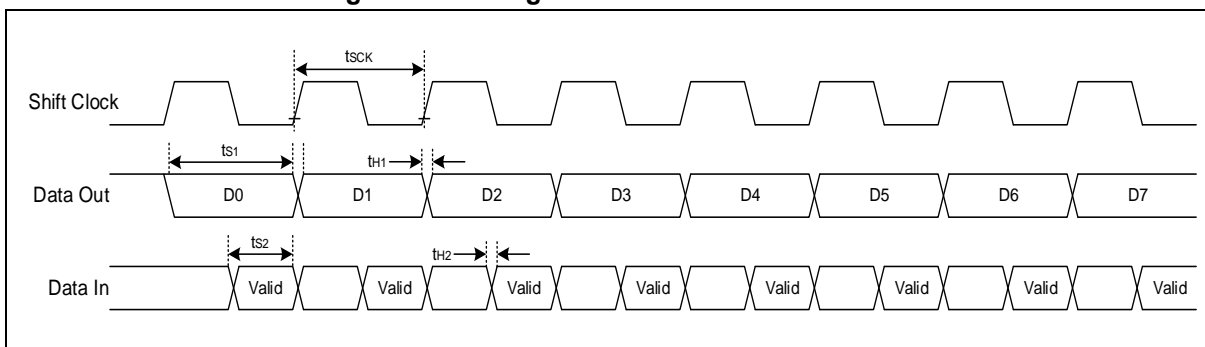 tSCK
Shift Clock
tS1
tH1
Data Out D0 D1 D2 D3 D4 D5 D6 D7
tS2
tH2
Data In Valid Valid Valid Valid Valid Valid Valid Valid